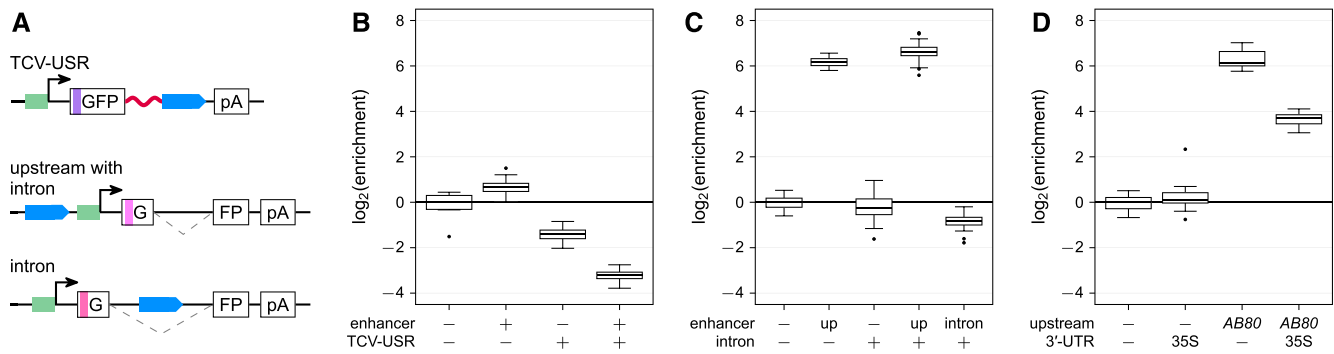 A
TCV-USR
GFP
pA
upstream with
intron
G
FP
pA
intron
G
FP
pA
B
log2(enrichment)
8
6
4
2
0
−2
−4
enhancer − + − +
TCV-USR − − + +
C
log2(enrichment)
8
6
4
2
0
−2
−4
enhancer − up − up intron
intron − − + + +
D
log2(enrichment)
8
6
4
2
0
−2
−4
upstream − − AB80 AB80
3′-UTR − 35S − 35S